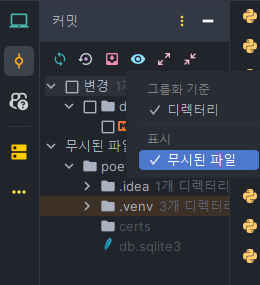 커밋
변경 1개
d
그룹화 기준
디렉터리
표시
무시된 파일
무시된 파일
poe
.idea 1개 디렉터리
.venv 3개 디렉터
certs
db.sqlite3